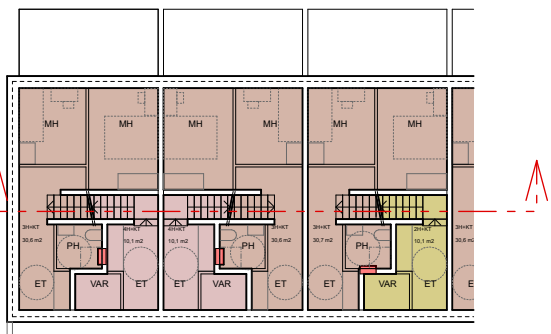 MH MH MH MH MH MH
3H+KT 4H+KT 4H+KT 3H+KT 3H+KT 2H+KT 3H+KT
30,6 m2 10,1 m2 10,1 m2 30,6 m2 30,7 m2 10,1 m2 30,6 m2
PH PH PH
ET VAR ET ET VAR ET ET VAR ET ET